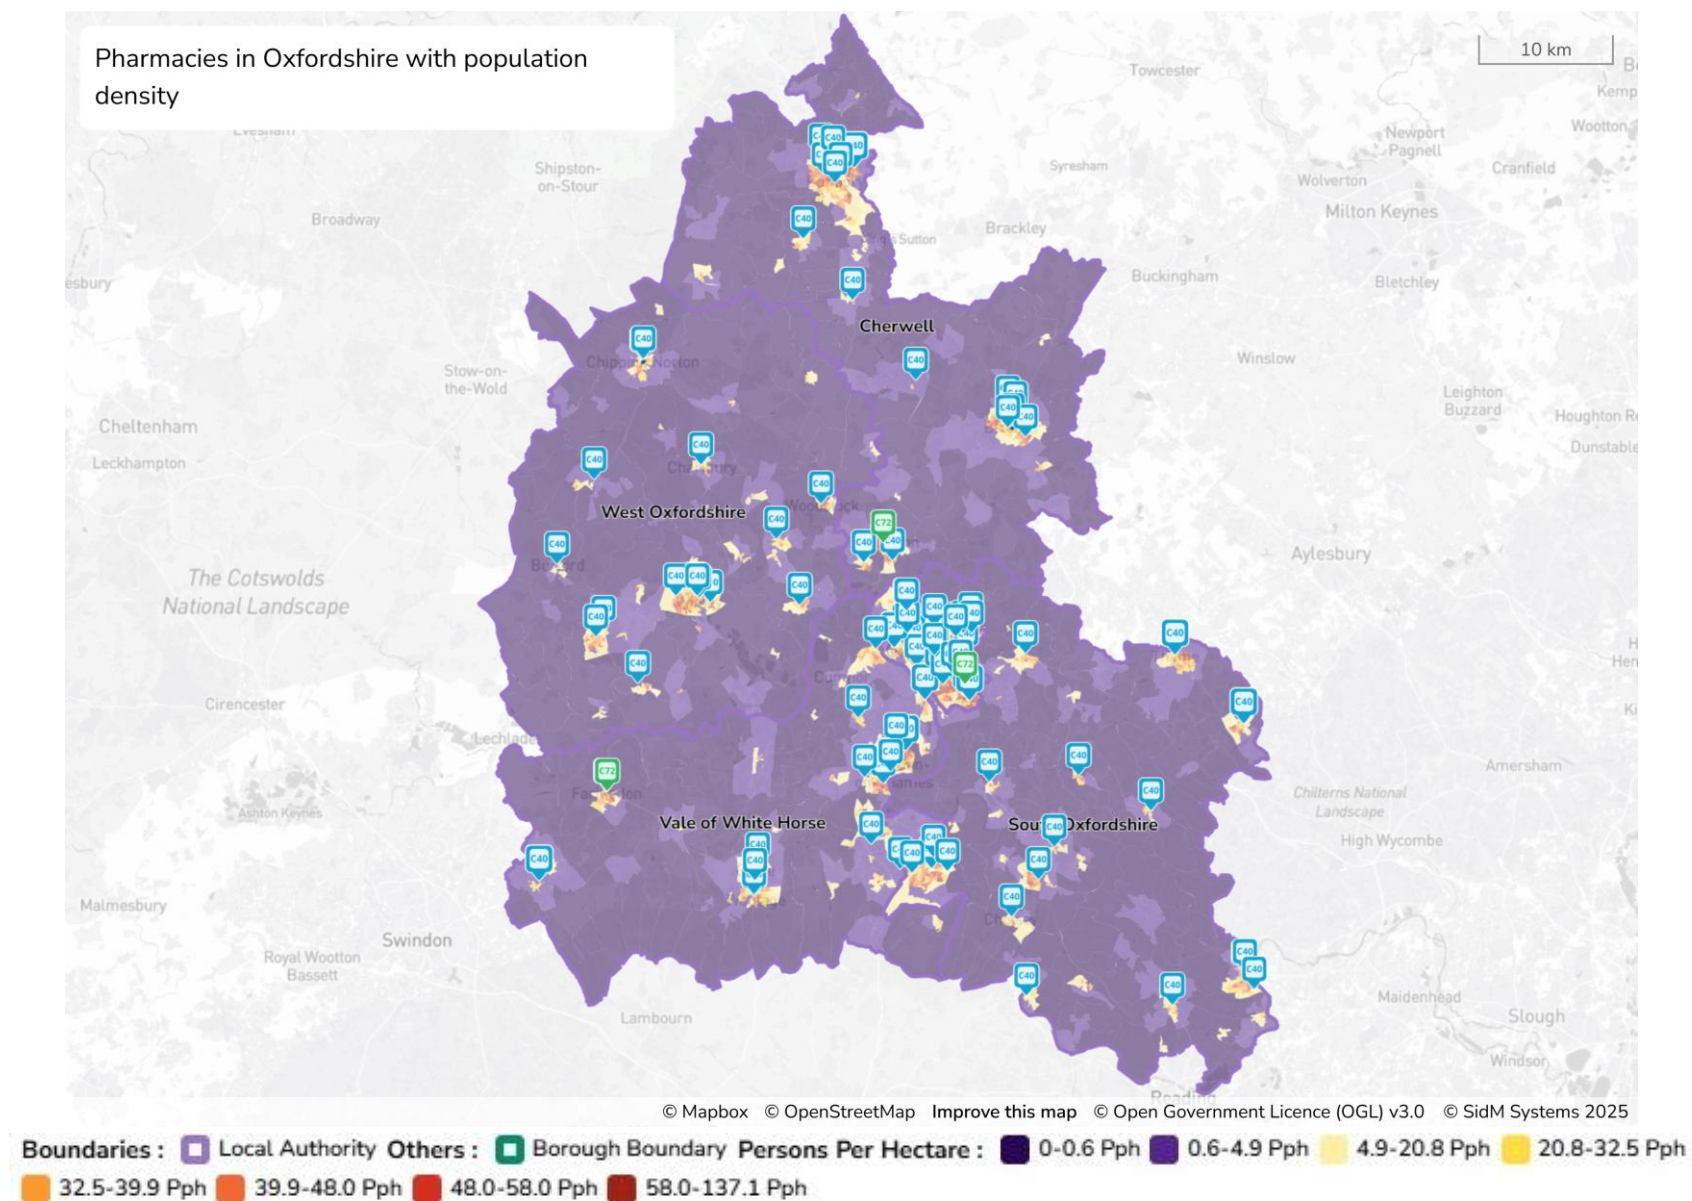 Pharmacies in Oxfordshire with population
density
10 km
Towcester
Evesham
Newport
Pagnell
Shipston-
on-Stour
Syresham
Cranfield
Wolverton
Milton Keynes
Broadway
Brackley
Buckingham
Bletchley
Cherwell
Winslow
Stow-on-
the-Wold
Leighton
Buzzard
Cheltenham
Leckhampton
West Oxfordshire
Aylesbury
The Cotswolds
National Landscape
Cirencester
Amersham
Ashton Keynes
Chilterns National
Landscape
Vale of White Horse
High Wycombe
Malmesbury
Swindon
Royal Wootton
Bassett
Maidenhead
Lambourn
Slough
Windsor
Reading
C40
C72
© Mapbox © OpenStreetMap Improve this map © Open Government Licence (OGL) v3.0 © SidM Systems 2025
Boundaries : Local Authority Others : Borough Boundary Persons Per Hectare : 0-0.6 Pph 0.6-4.9 Pph 4.9-20.8 Pph 20.8-32.5 Pph
32.5-39.9 Pph 39.9-48.0 Pph 48.0-58.0 Pph 58.0-137.1 Pph